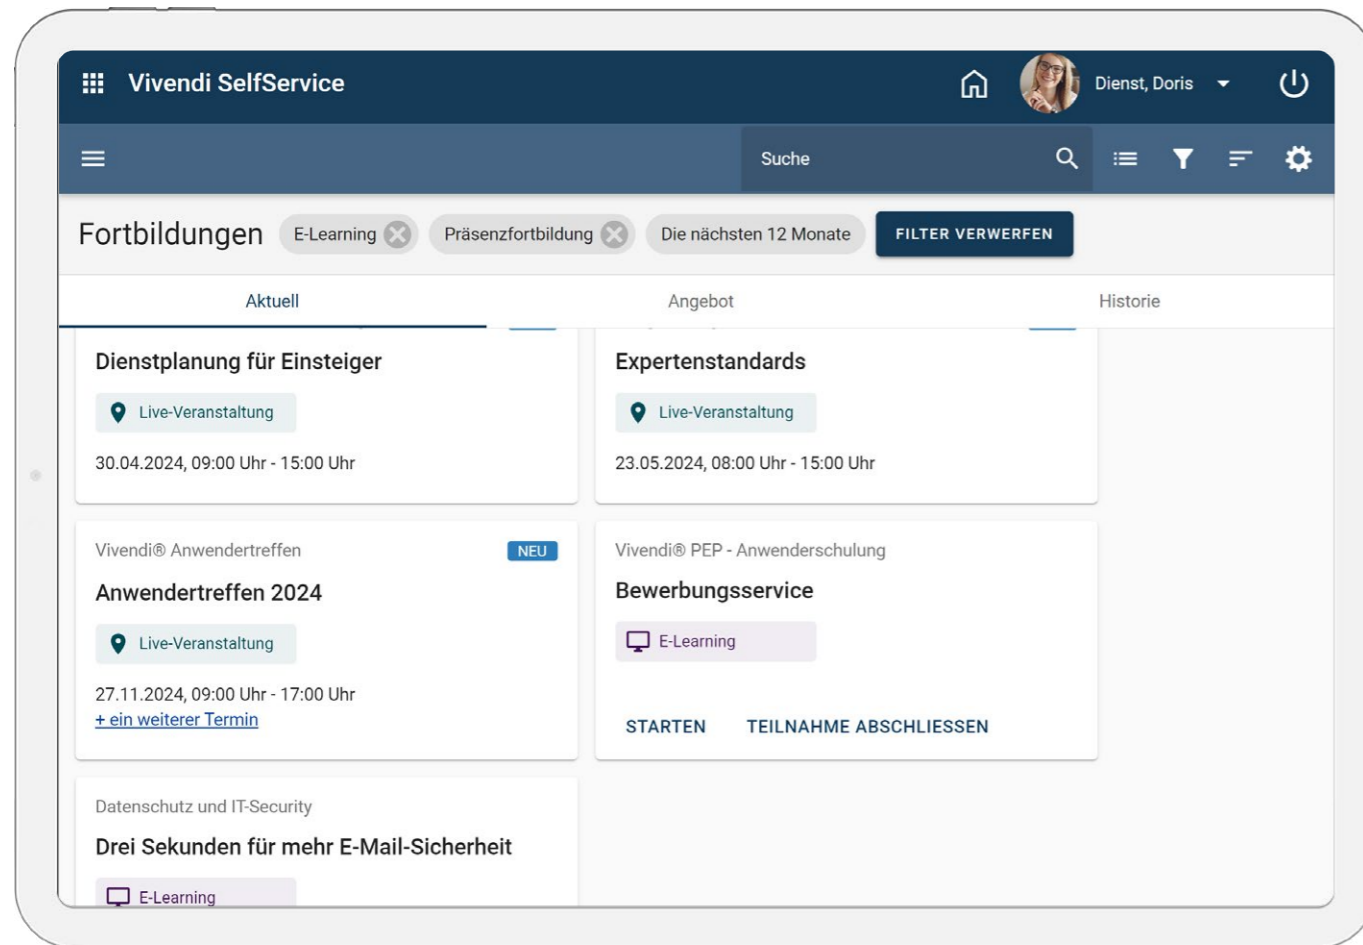 Vivendi SelfService
Dienst, Doris
Suche
Fortbildungen
E-Learning
Präsenzfortbildung
Die nächsten 12 Monate
FILTER VERWERFEN
Aktuell
Angebot
Historie
Dienstplanung für Einsteiger
Live-Veranstaltung
30.04.2024, 09:00 Uhr - 15:00 Uhr
Expertenstandards
Live-Veranstaltung
23.05.2024, 08:00 Uhr - 15:00 Uhr
Vivendi® Anwendertreffen
NEU
Anwendertreffen 2024
Live-Veranstaltung
27.11.2024, 09:00 Uhr - 17:00 Uhr
+ ein weiterer Termin
Vivendi® PEP - Anwenderschulung
Bewerbungsservice
E-Learning
STARTEN
TEILNAHME ABSCHLIESSEN
Datenschutz und IT-Security
Drei Sekunden für mehr E-Mail-Sicherheit
E-Learning